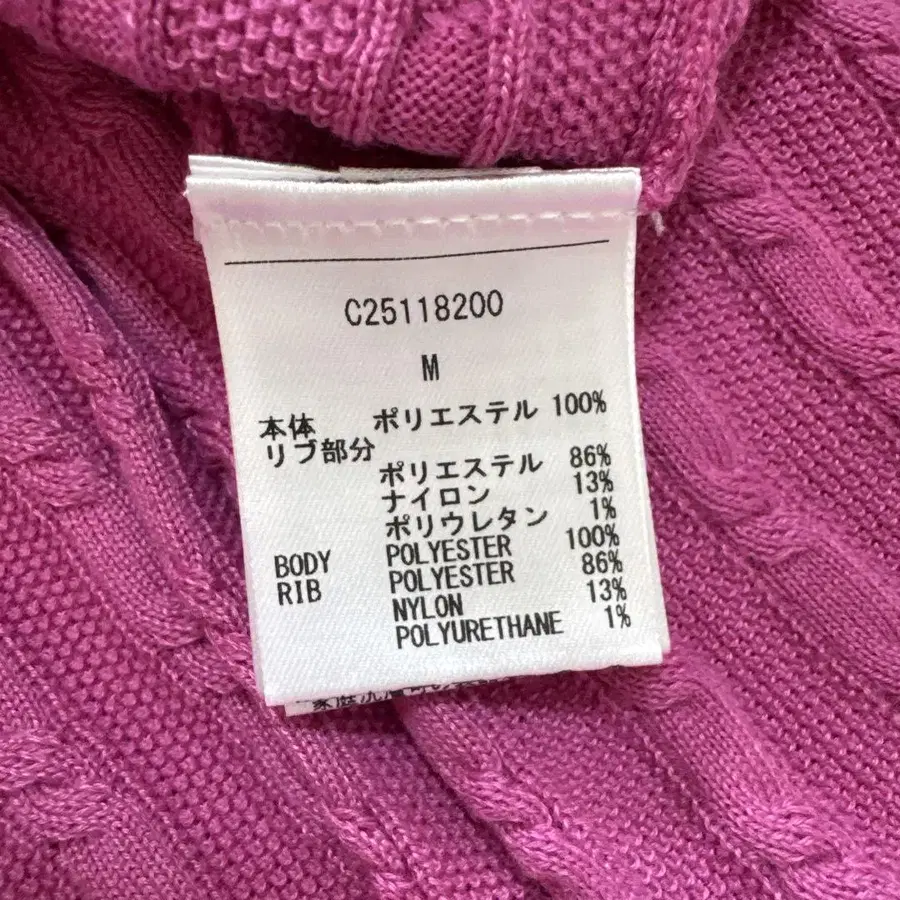 C25118200
M
本体 ポリエステル 100%
リブ部分
ポリエステル 86%
ナイロン 13%
ポリウレタン 1%
BODY POLYESTER 100%
RIB POLYESTER 86%
NYLON 13%
POLYURETHANE 1%